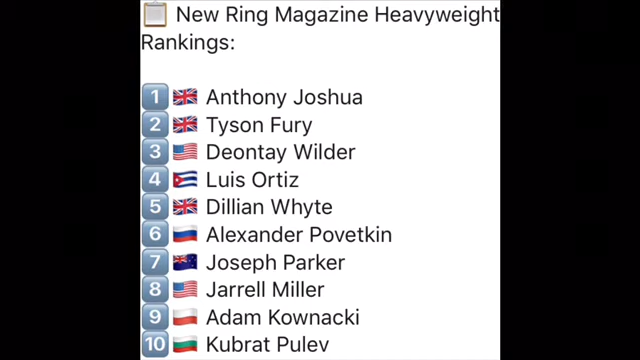 📋 New Ring Magazine Heavyweight
Rankings:
1️⃣ 🇬🇧 Anthony Joshua
2️⃣ 🇬🇧 Tyson Fury
3️⃣ 🇺🇸 Deontay Wilder
4️⃣ 🇨🇺 Luis Ortiz
5️⃣ 🇬🇧 Dillian Whyte
6️⃣ 🇷🇺 Alexander Povetkin
7️⃣ 🇳🇿 Joseph Parker
8️⃣ 🇺🇸 Jarrell Miller
9️⃣ 🇵🇱 Adam Kownacki
🔟 🇧🇬 Kubrat Pulev